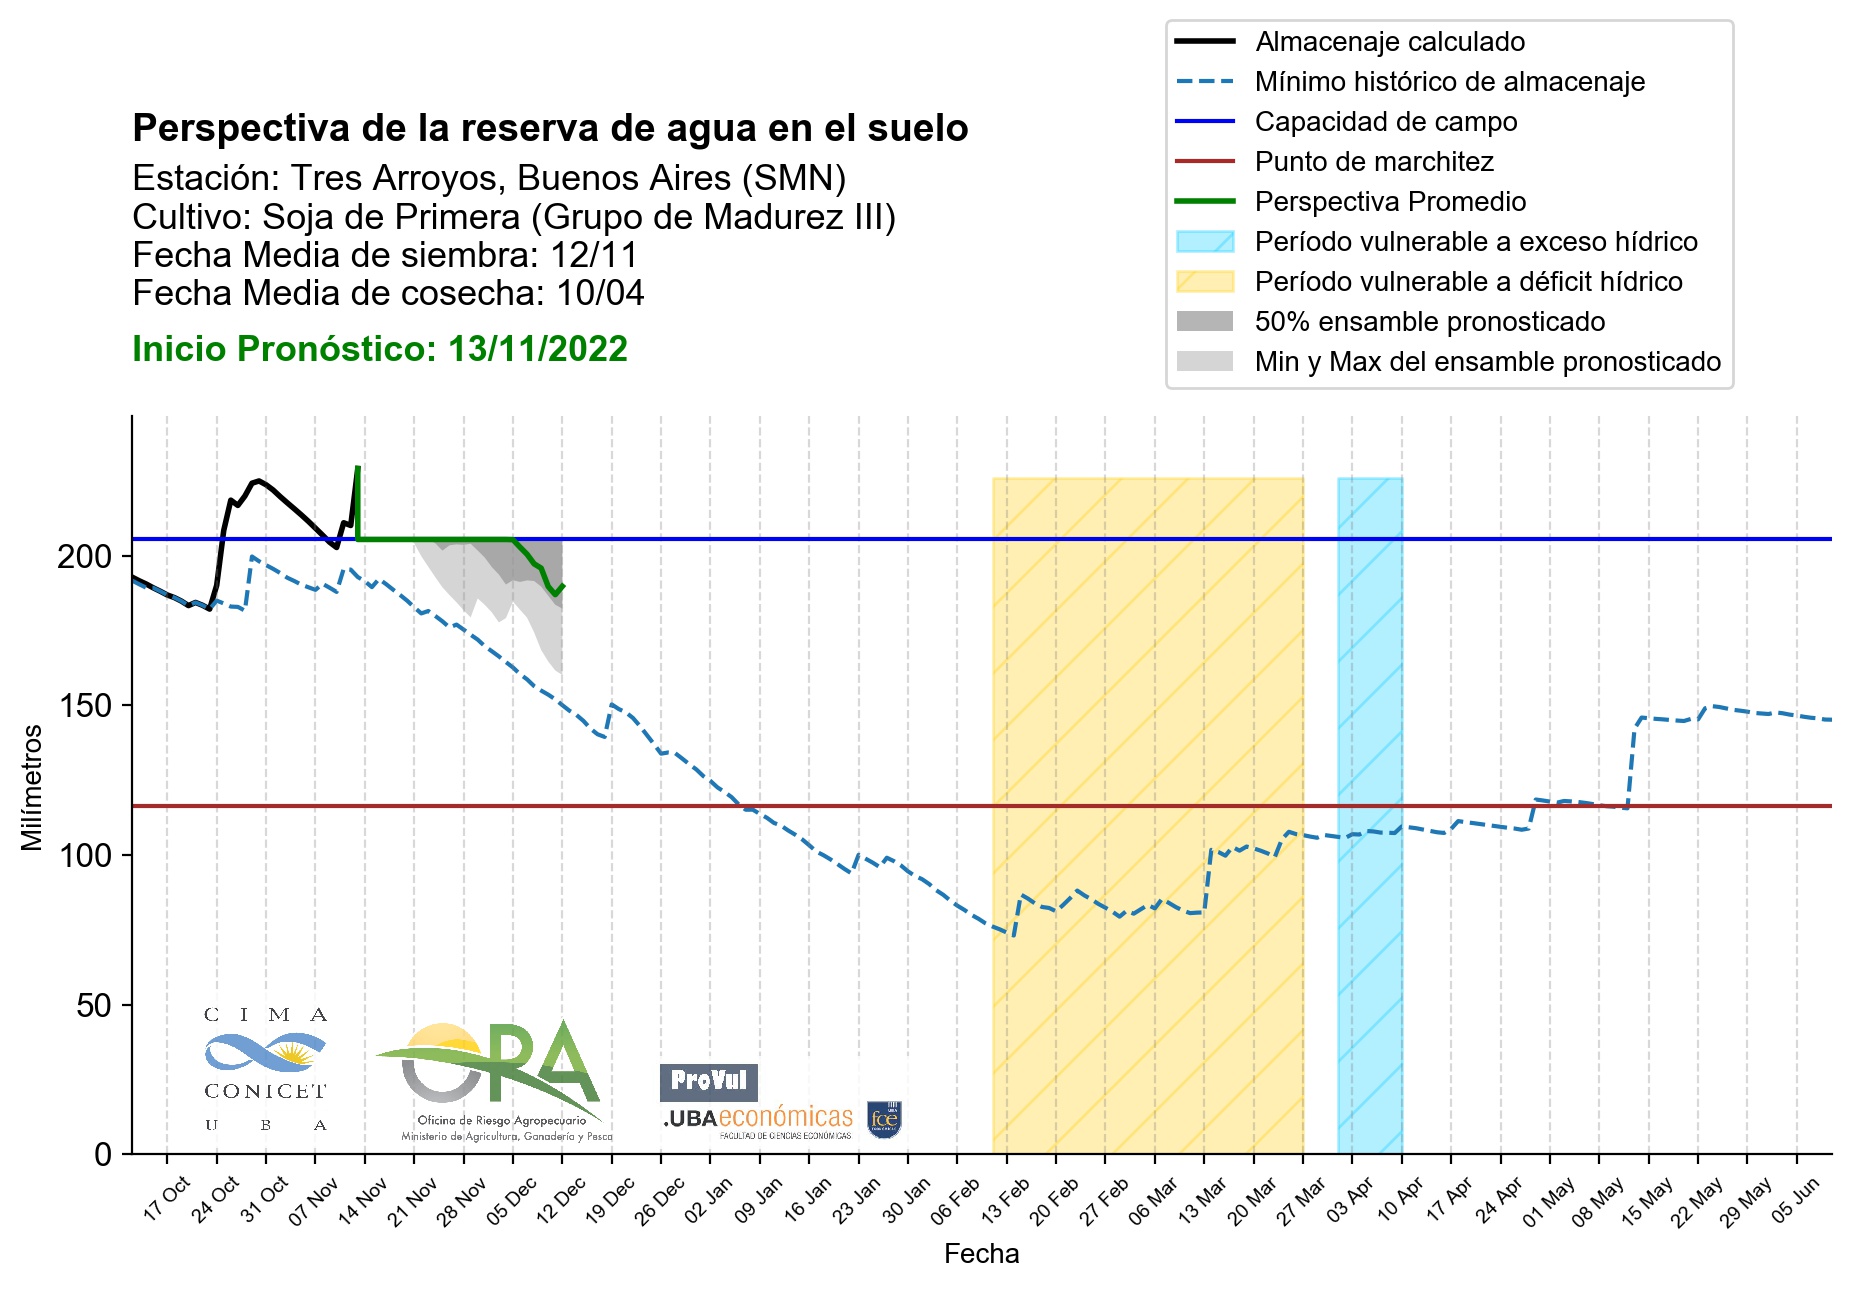 Almacenaje calculado
Mínimo histórico de almacenaje
Capacidad de campo
Punto de marchitez
Perspectiva Promedio
Período vulnerable a exceso hídrico
Período vulnerable a déficit hídrico
50% ensamble pronosticado
Min y Max del ensamble pronosticado
Perspectiva de la reserva de agua en el suelo
Estación: Tres Arroyos, Buenos Aires (SMN)
Cultivo: Soja de Primera (Grupo de Madurez III)
Fecha Media de siembra: 12/11
Fecha Media de cosecha: 10/04
Inicio Pronóstico: 13/11/2022
Milímetros
200
150
100
50
0
CIMA
CONICET
UBA
ORA
Oficina de Riesgo Agropecuario
Ministerio de Agricultura, Ganadería y Pesca
ProVul
.UBAeconómicas
FACULTAD DE CIENCIAS ECONÓMICAS
UBA
fce
ECONÓMICAS
17 Oct
24 Oct
31 Oct
07 Nov
14 Nov
21 Nov
28 Nov
05 Dec
12 Dec
19 Dec
26 Dec
02 Jan
09 Jan
16 Jan
23 Jan
30 Jan
06 Feb
13 Feb
20 Feb
27 Feb
06 Mar
13 Mar
20 Mar
27 Mar
03 Apr
10 Apr
17 Apr
24 Apr
01 May
08 May
15 May
22 May
29 May
05 Jun
Fecha